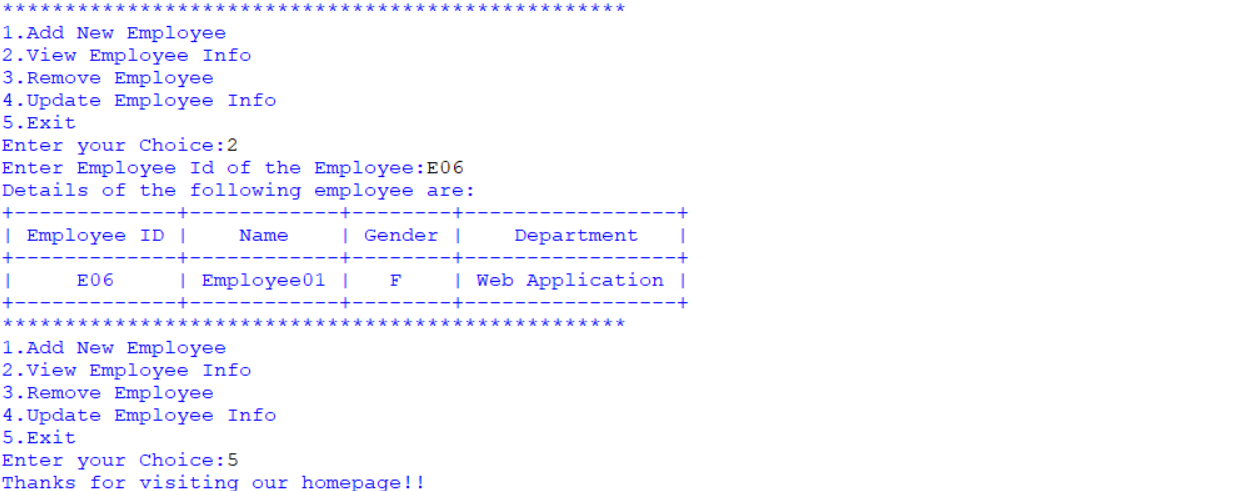 **************************************************
1.Add New Employee
2.View Employee Info
3.Remove Employee
4.Update Employee Info
5.Exit
Enter your Choice:2
Enter Employee Id of the Employee:E06
Details of the following employee are:
+-------------+------------+--------+-----------------+
| Employee ID |    Name    | Gender |    Department   |
+-------------+------------+--------+-----------------+
|     E06     | Employee01 |   F    | Web Application |
+-------------+------------+--------+-----------------+
**************************************************
1.Add New Employee
2.View Employee Info
3.Remove Employee
4.Update Employee Info
5.Exit
Enter your Choice:5
Thanks for visiting our homepage!!